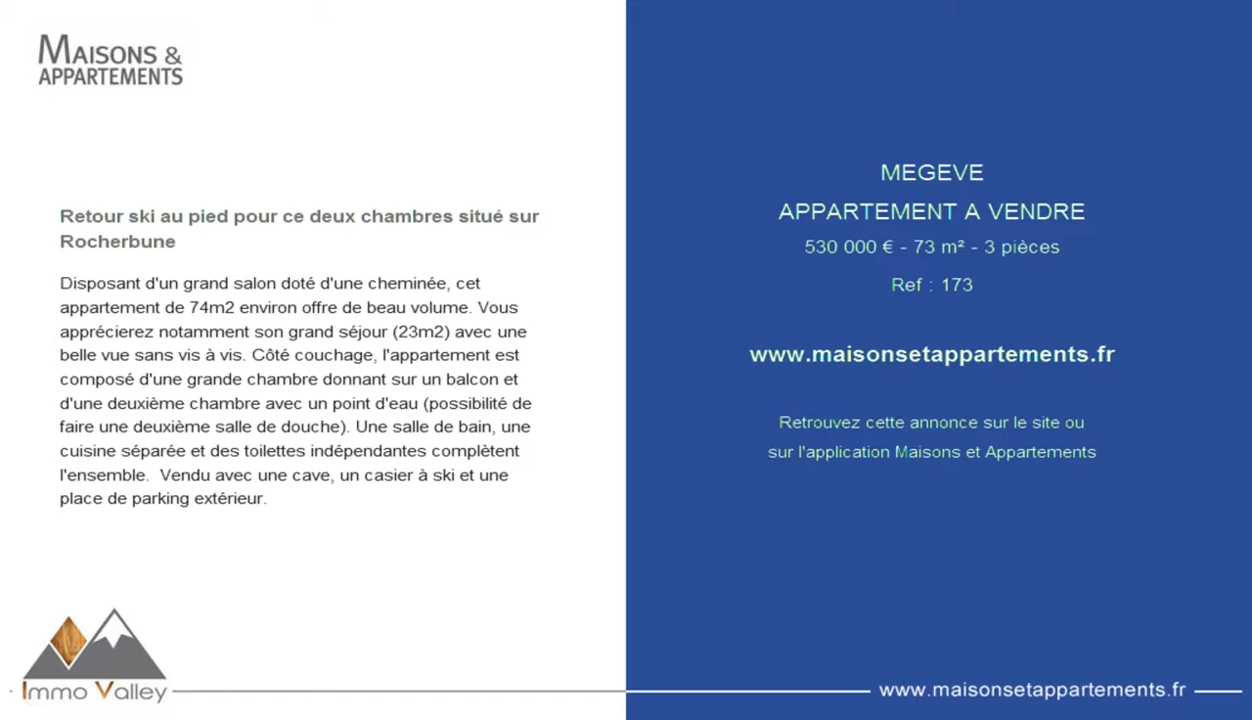 MAISONS &
APPARTEMENTS
Retour ski au pied pour ce deux chambres situé sur
Rocherbune
Disposant d'un grand salon doté d'une cheminée, cet
appartement de 74m2 environ offre de beau volume. Vous
apprécierez notamment son grand séjour (23m2) avec une
belle vue sans vis à vis. Côté couchage, l'appartement est
composé d'une grande chambre donnant sur un balcon et
d'une deuxième chambre avec un point d'eau (possibilité de
faire une deuxième salle de douche). Une salle de bain, une
cuisine séparée et des toilettes indépendantes complètent
l'ensemble.  Vendu avec une cave, un casier à ski et une
place de parking extérieur.
Immo Valley
MEGEVE
APPARTEMENT A VENDRE
530 000 € - 73 m² - 3 pièces
Ref : 173
www.maisonsetappartements.fr
Retrouvez cette annonce sur le site ou
sur l'application Maisons et Appartements
www.maisonsetappartements.fr